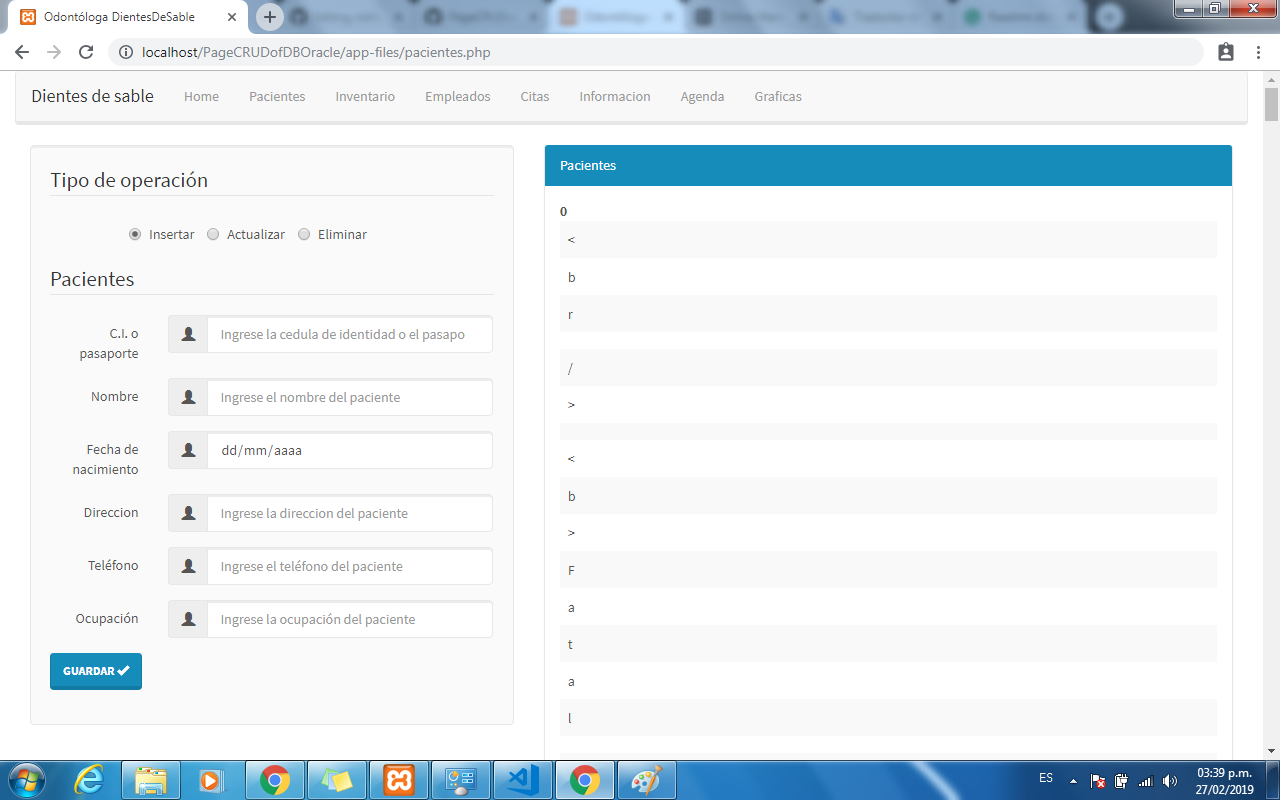 Odontóloga DientesDeSable
localhost/PageCRUDofDBOracle/app-files/pacientes.php
Dientes de sable Home Pacientes Inventario Empleados Citas Informacion Agenda Graficas
Tipo de operación
Insertar Actualizar Eliminar
Pacientes
C.I. o pasaporte
Ingrese la cedula de identidad o el pasapo
Nombre
Ingrese el nombre del paciente
Fecha de nacimiento
dd/mm/aaaa
Direccion
Ingrese la direccion del paciente
Teléfono
Ingrese el teléfono del paciente
Ocupación
Ingrese la ocupación del paciente
GUARDAR
Pacientes
0
<
b
r
/
>
<
b
>
F
a
t
a
l
ES
03:39 p.m.
27/02/2019